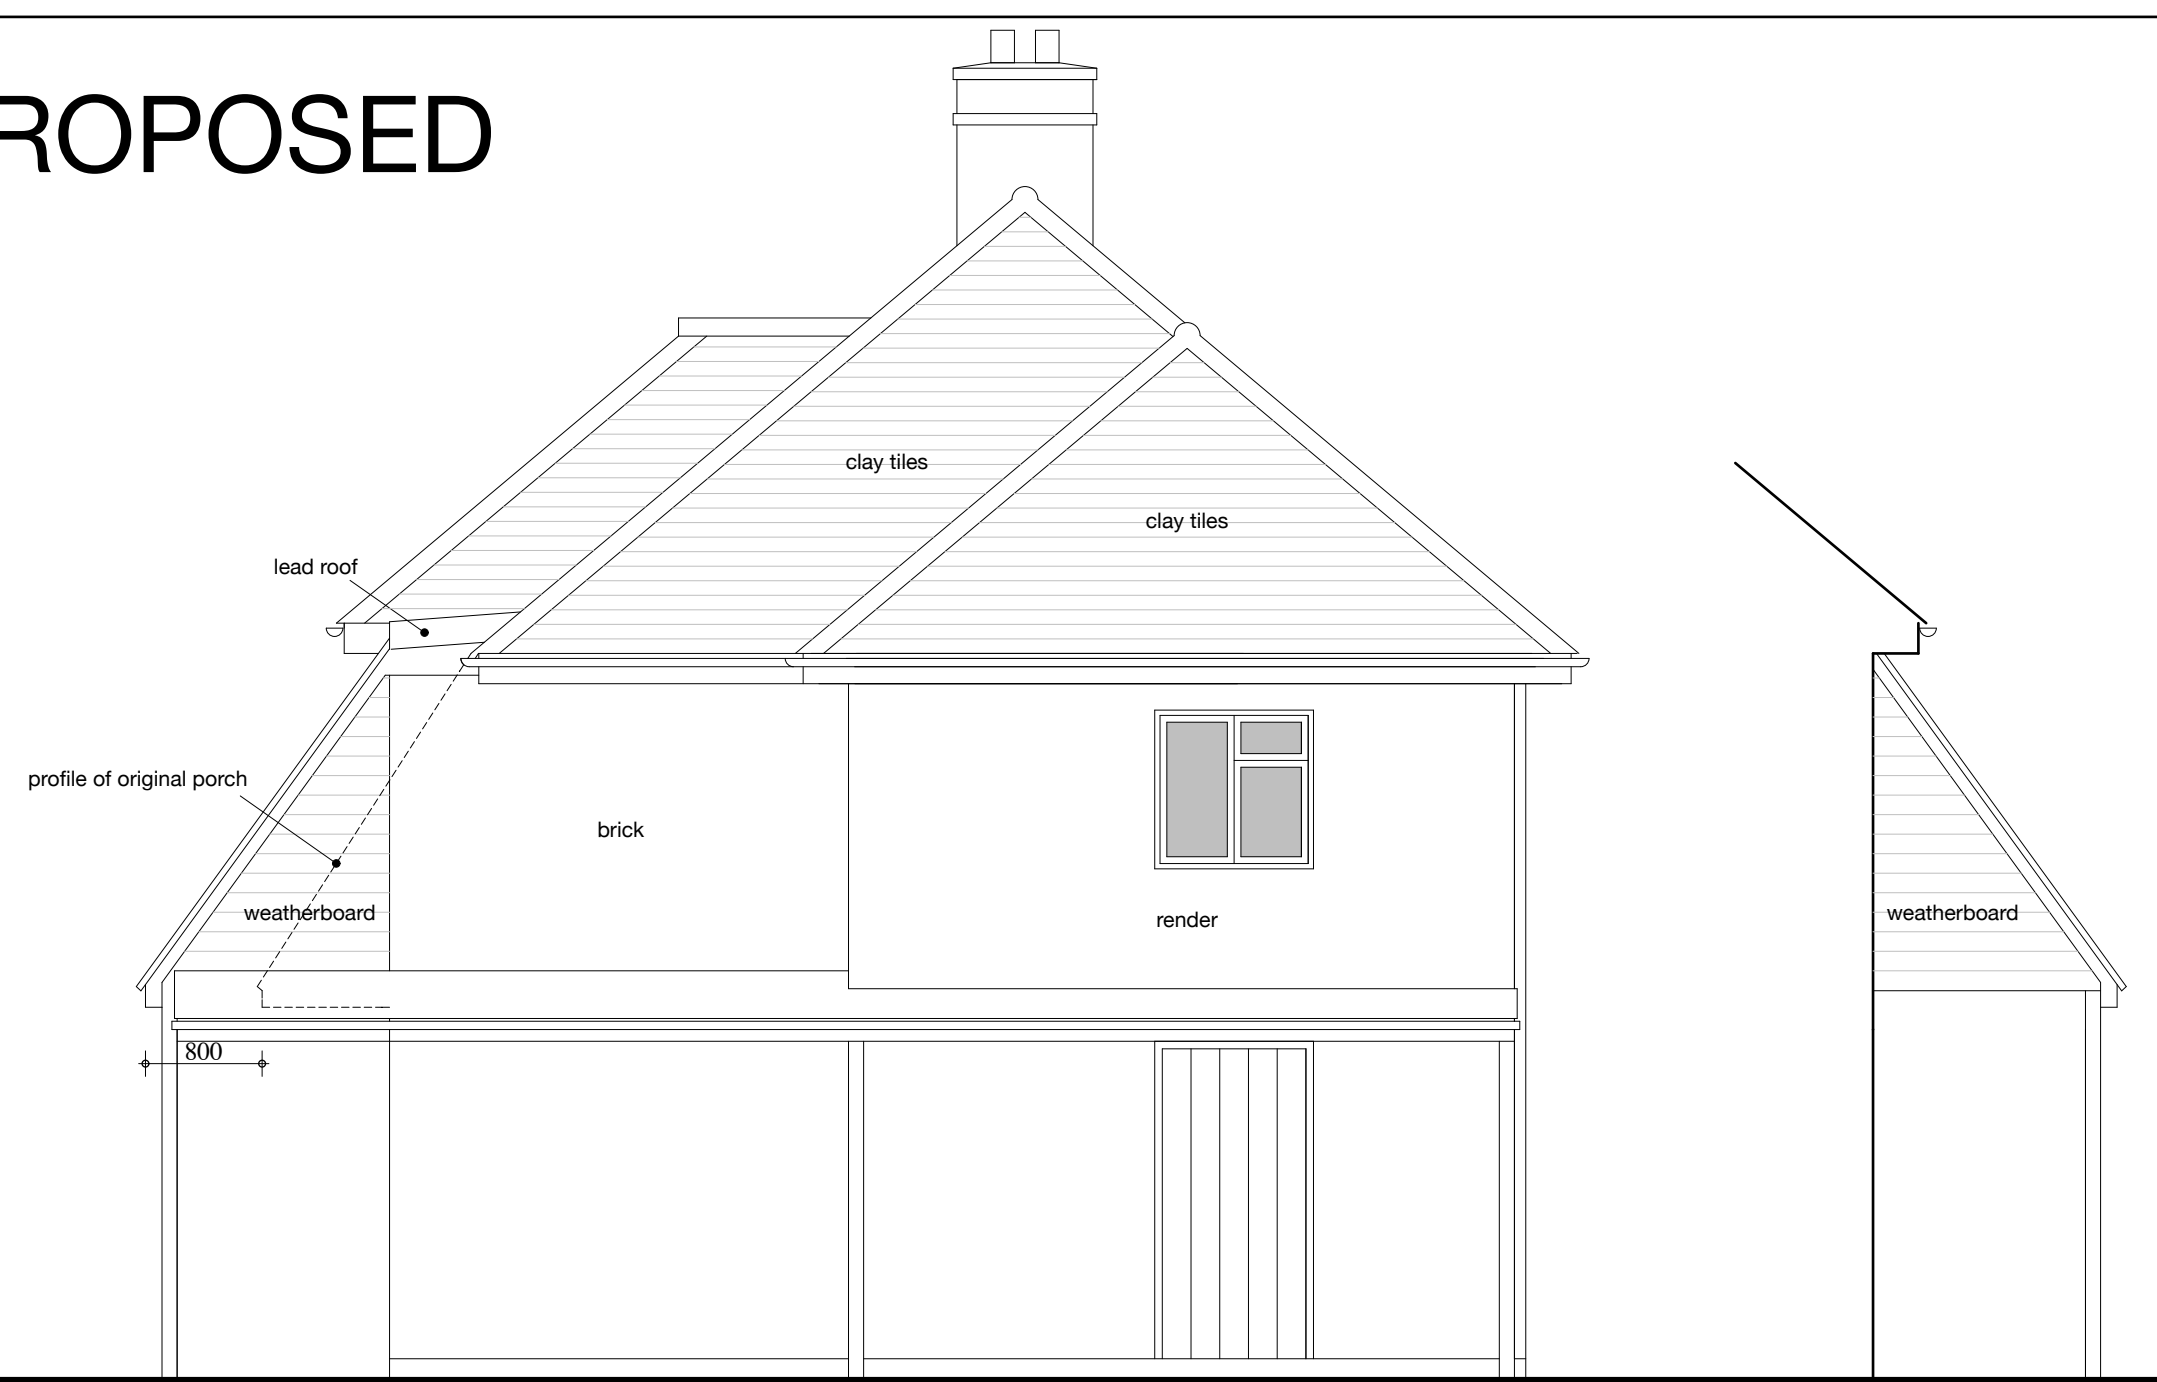 ROPOSED
clay tiles
clay tiles
lead roof
profile of original porch
brick
weatherboard
render
weatherboard
800